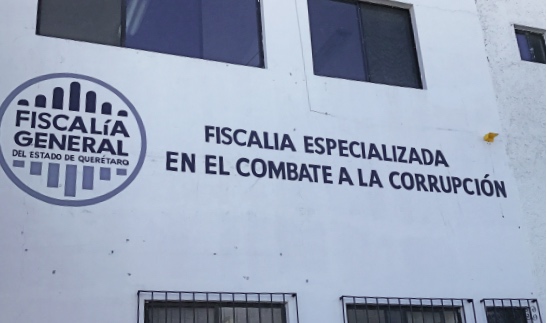 FISCALÍA
GENERAL
DEL ESTADO DE QUERÉTARO
FISCALIA ESPECIALIZADA
EN EL COMBATE A LA CORRUPCIÓN